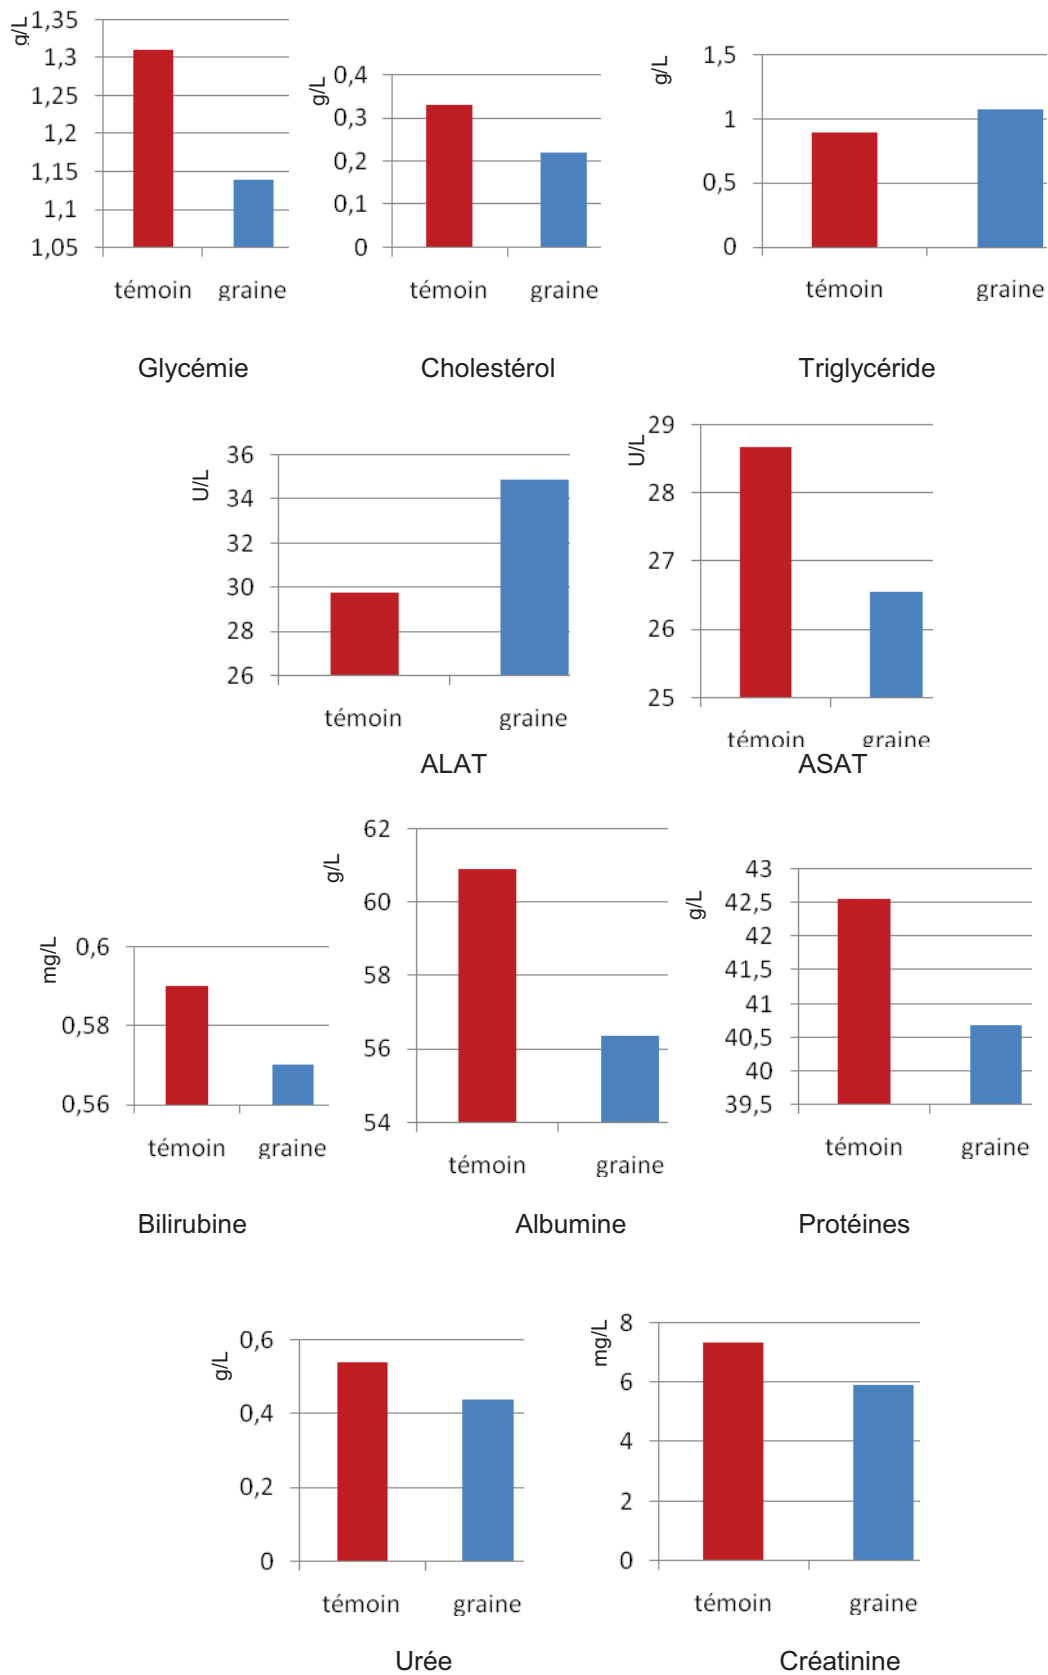 g/L
1,35
1,3
1,25
1,2
1,15
1,1
1,05
témoin graine
Glycémie
g/L
0,4
0,3
0,2
0,1
0
témoin graine
Cholestérol
g/L
1,5
1
0,5
0
témoin graine
Triglycéride
U/L
36
34
32
30
28
26
témoin graine
ALAT
U/L
29
28
27
26
25
témoin graine
ASAT
mg/L
0,6
0,58
0,56
témoin graine
Bilirubine
g/L
62
60
58
56
54
témoin graine
Albumine
g/L
43
42,5
42
41,5
41
40,5
40
39,5
témoin graine
Protéines
g/L
0,6
0,4
0,2
0
témoin graine
Urée
mg/L
8
6
4
2
0
témoin graine
Créatinine